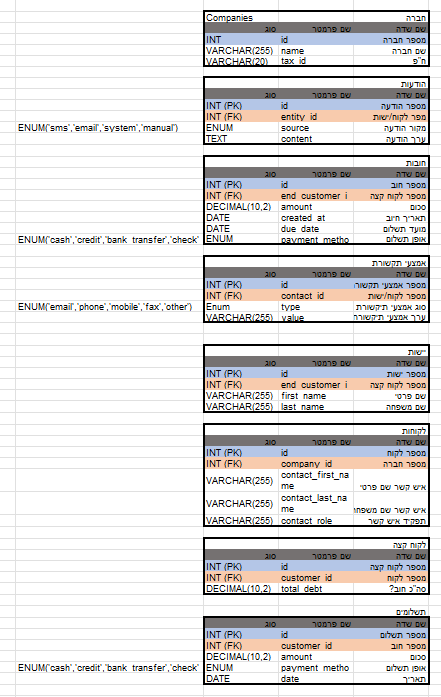 Companies חברה
סוג שם פרמטר שם שדה
INT id מספר חברה
VARCHAR(255) name שם חברה
VARCHAR(20) tax_id ח"פ
הודעות
סוג שם פרמטר שם שדה
INT (PK) id מספר הודעה
INT (FK) entity_id מפר לקוח/ישות
ENUM('sms','email','system','manual') ENUM source מקור הודעה
TEXT content ערך הודעה
חובות
סוג שם פרמטר שם שדה
INT (PK) id מספר חוב
INT (FK) end_customer_i מספר לקוח קצה
DECIMAL(10,2) amount סכום
DATE created_at תאריך חיוב
DATE due_date מועד תשלום
ENUM('cash','credit','bank_transfer','check' ENUM payment_metho אופן תשלום
אמצעי תקשורת
סוג שם פרמטר שם שדה
INT (PK) id מספר אמצעי תקשור
INT (FK) contact_id מספר לקוח/ישות
ENUM('email','phone','mobile','fax','other') Enum type סוג אמצעי תיקשורת
VARCHAR(255) value ערך אמצעי תיקשורת
יישות
סוג שם פרמטר שם שדה
INT (PK) id מספר ישות
INT (FK) end_customer_i מספר לקוח קצה
VARCHAR(255) first_name שם פרטי
VARCHAR(255) last_name שם משפחה
לקוחות
סוג שם פרמטר שם שדה
INT (PK) id מספר לקוח
INT (FK) company_id מספר חברה
VARCHAR(255) contact_first_na
me איש קשר שם פרטי
VARCHAR(255) contact_last_na
me איש קשר שם משפחה
VARCHAR(255) contact_role תפקיד איש קשר
לקוח קצה
סוג שם פרמטר שם שדה
INT (PK) id מספר לקוח קצה
INT (FK) customer_id מספר לקוח
DECIMAL(10,2) total_debt סה"כ חוב?
תשלומים
סוג שם פרמטר שם שדה
INT (PK) id מספר תשלום
INT (FK) customer_id מספר חוב
DECIMAL(10,2) amount סכום
ENUM('cash','credit','bank_transfer','check' ENUM payment_metho אופן תשלום
DATE date תאריך